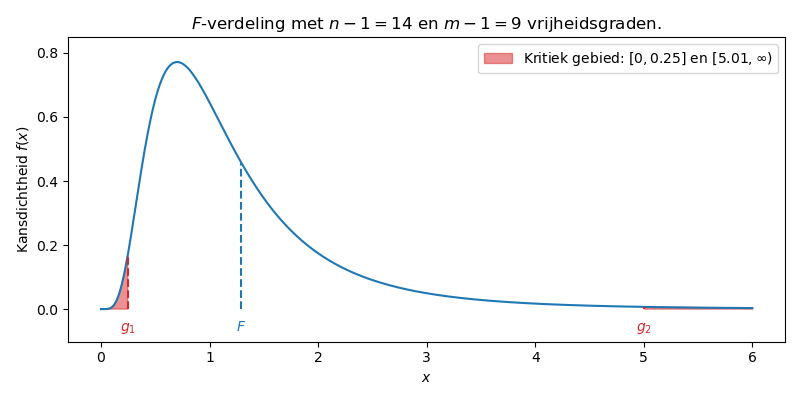 F-verdeling met n − 1 = 14 en m − 1 = 9 vrijheidsgraden.
Kritiek gebied: [0, 0.25] en [5.01, ∞)
Kansdichtheid f(x)
0.8
0.6
0.4
0.2
0.0
g₁ F g₂
0 1 2 3 4 5 6
x